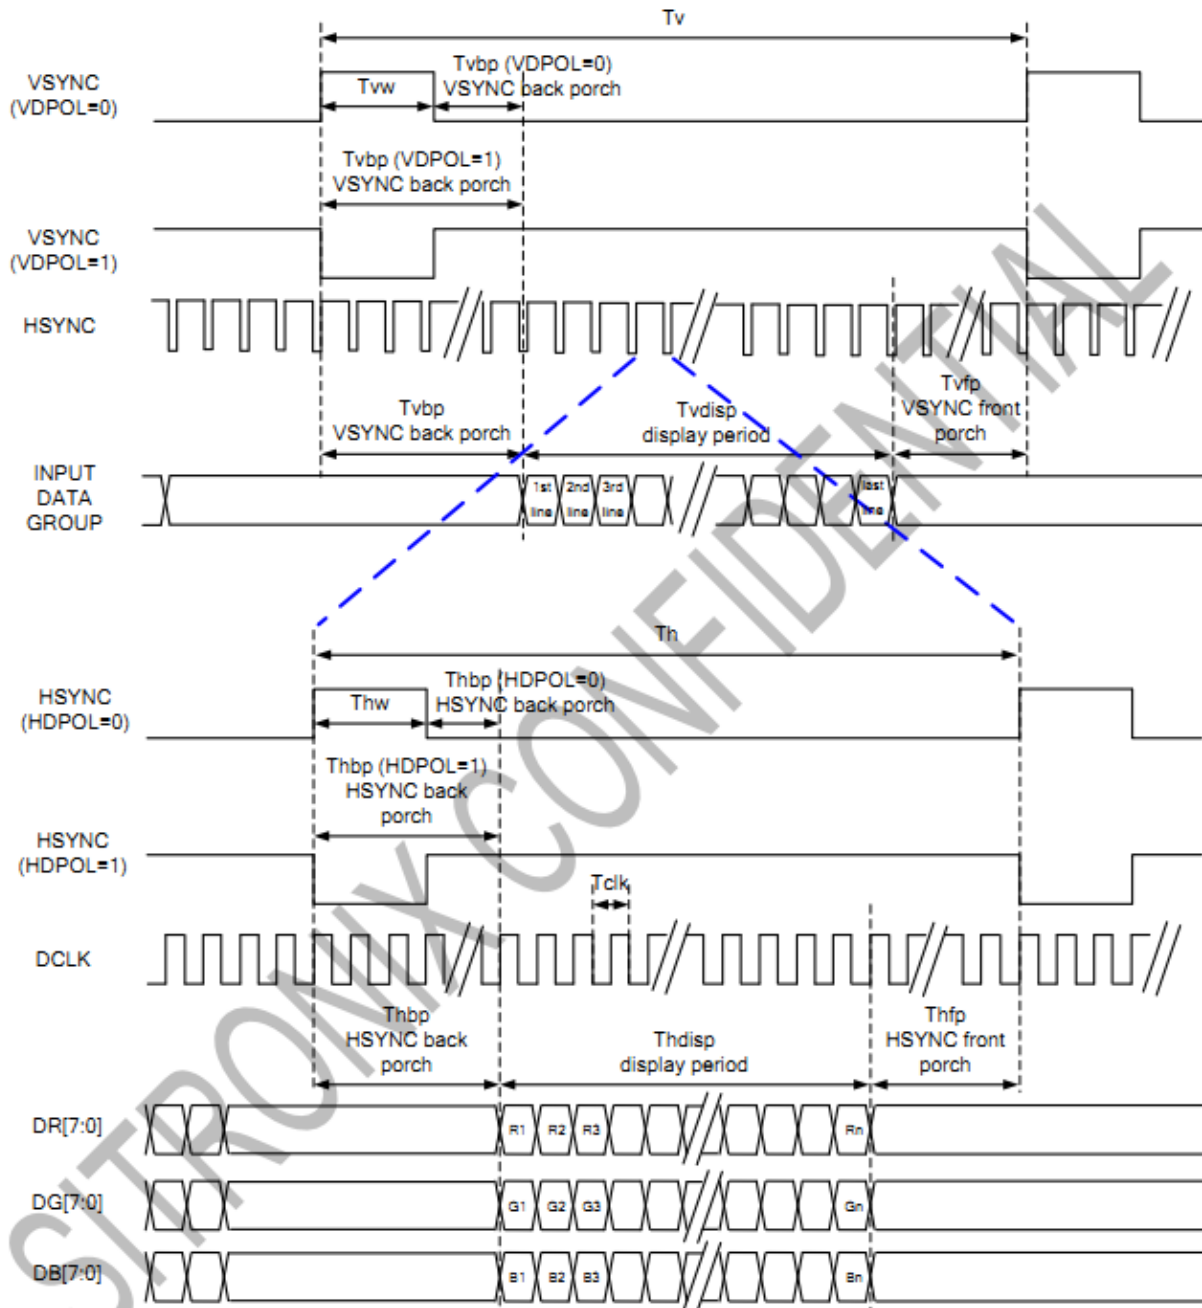 Tv
VSYNC
(VDPOL=0)
Tvw
Tvbp (VDPOL=0)
VSYNC back porch
Tvbp (VDPOL=1)
VSYNC back porch
VSYNC
(VDPOL=1)
HSYNC
Tvbp
VSYNC back porch
Tvdisp
display period
Tvfp
VSYNC front
porch
INPUT
DATA
GROUP
1st
line
2nd
line
3rd
line
last
line
Th
HSYNC
(HDPOL=0)
Thw
Thbp (HDPOL=0)
HSYNC back porch
Thbp (HDPOL=1)
HSYNC back
porch
HSYNC
(HDPOL=1)
Tclk
DCLK
Thbp
HSYNC back
porch
Thdisp
display period
Thfp
HSYNC front
porch
DR[7:0]
R1 R2 R3 Rn
DG[7:0]
G1 G2 G3 Gn
DB[7:0]
B1 B2 B3 Bn
SITRONIX CONFIDENTIAL